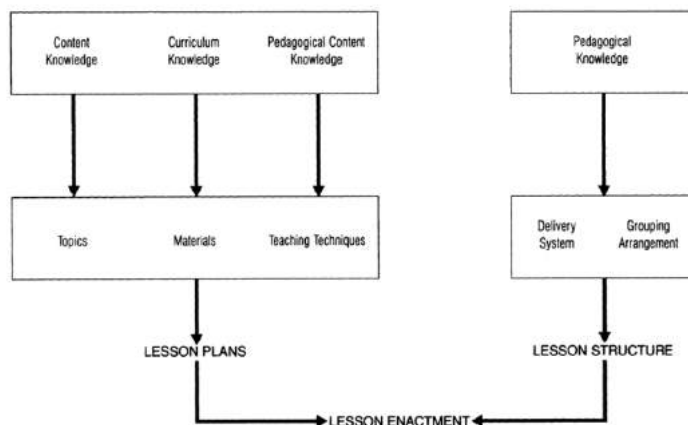 Content
Knowledge
Curriculum
Knowledge
Pedagogical Content
Knowledge
Pedagogical
Knowledge
Topics
Materials
Teaching Techniques
Delivery
System
Grouping
Arrangement
LESSON PLANS
LESSON STRUCTURE
LESSON ENACTMENT